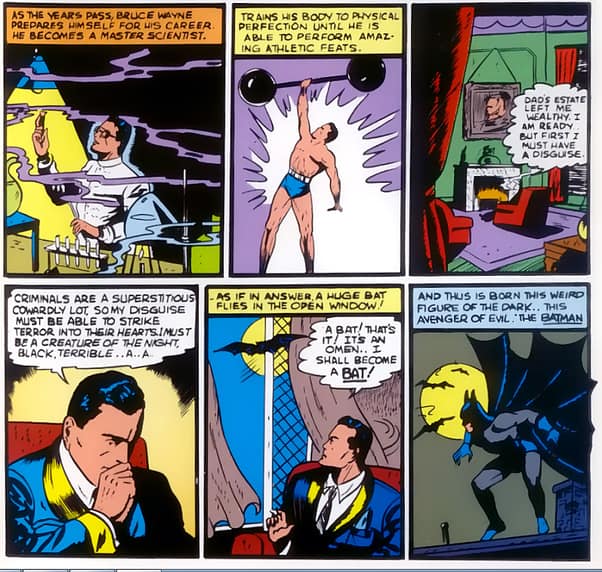 AS THE YEARS PASS, BRUCE WAYNE
PREPARES HIMSELF FOR HIS CAREER.
HE BECOMES A MASTER SCIENTIST.
TRAINS HIS BODY TO PHYSICAL
PERFECTION UNTIL HE IS
ABLE TO PERFORM AMAZ-
ING ATHLETIC FEATS.
DAD'S ESTATE
LEFT ME
WEALTHY. I
AM READY..
BUT FIRST I
MUST HAVE
A DISGUISE.
CRIMINALS ARE A SUPERSTITIOUS
COWARDLY LOT, SO MY DISGUISE
MUST BE ABLE TO STRIKE
TERROR INTO THEIR HEARTS. I MUST
BE A CREATURE OF THE NIGHT,
BLACK, TERRIBLE . . A . . A . .
- AS IF IN ANSWER, A HUGE BAT
FLIES IN THE OPEN WINDOW!
A BAT! THAT'S
IT! IT'S AN
OMEN . . I
SHALL BECOME
A BAT!
AND THUS IS BORN THIS WEIRD
FIGURE OF THE DARK . . THIS
AVENGER OF EVIL. 'THE BATMAN